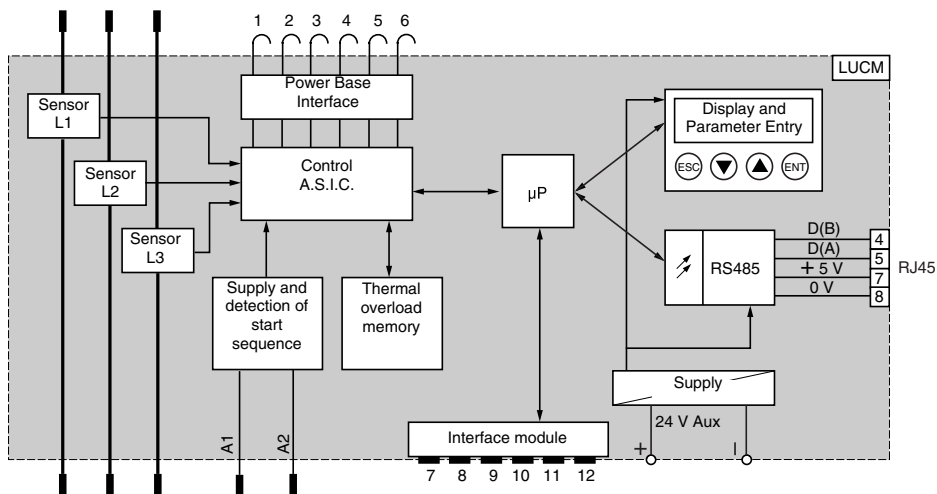 1 2 3 4 5 6
LUCM
Power Base
Interface
Sensor
L1
Sensor
L2
Sensor
L3
Control
A.S.I.C.
µP
Display and
Parameter Entry
ESC
ENT
RS485
D(B)
D(A)
+ 5 V
0 V
4
5
7
8
RJ45
Supply and
detection of
start
sequence
Thermal
overload
memory
Supply
24 V Aux
+ –
A1
A2
Interface module
7 8 9 10 11 12